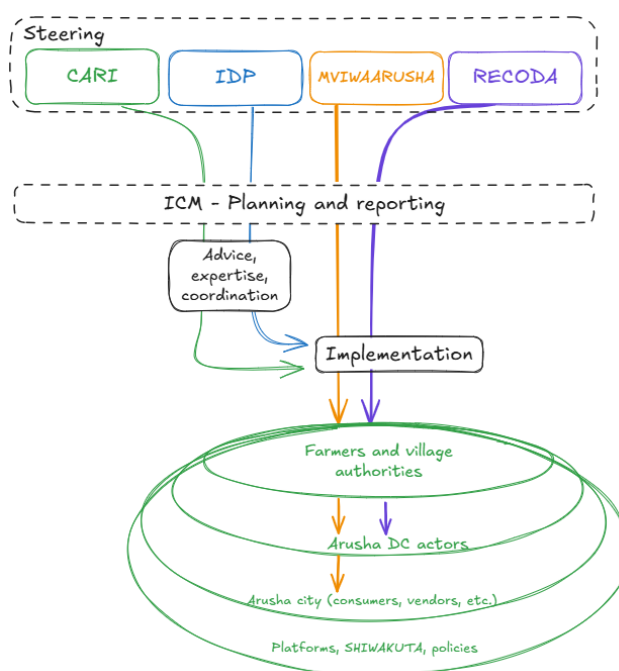 Steering
CARI
IDP
MVIWAARUSHA
RECODA
ICM - Planning and reporting
Advice,
expertise,
coordination
Implementation
Farmers and village
authorities
Arusha DC actors
Arusha city (consumers, vendors, etc.)
Platforms, SHIWAKUTA, policies